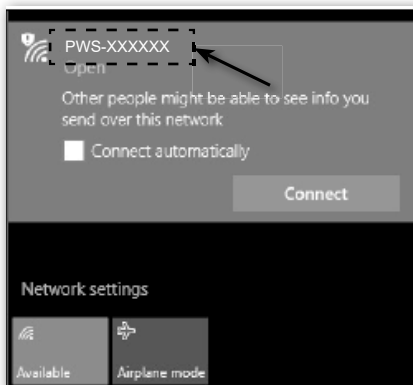 PWS-XXXXXX
Open
Other people might be able to see info you
send over this network
Connect automatically
Connect
Network settings
Available
Airplane mode